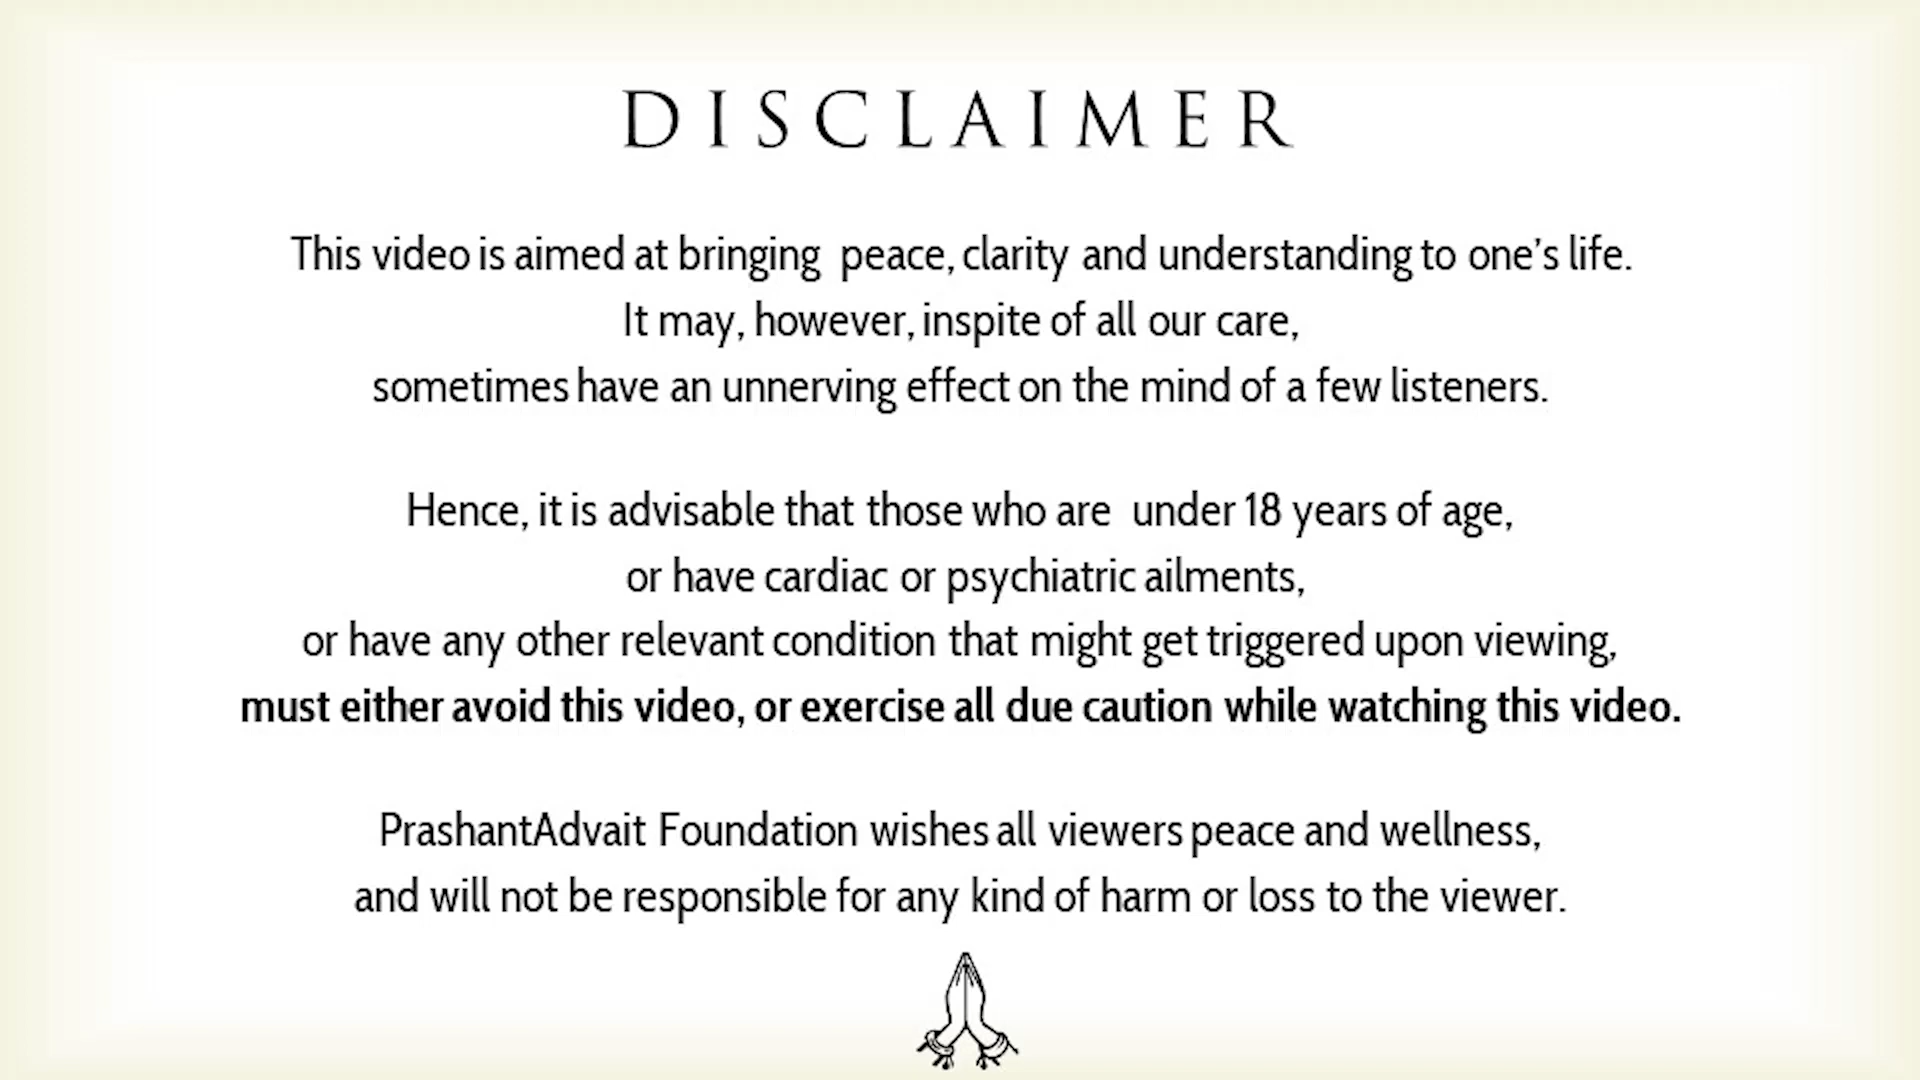 DISCLAIMER
This video is aimed at bringing peace, clarity and understanding to one's life.
It may, however, inspite of all our care,
sometimes have an unnerving effect on the mind of a few listeners.
Hence, it is advisable that those who are under 18 years of age,
or have cardiac or psychiatric ailments,
or have any other relevant condition that might get triggered upon viewing,
must either avoid this video, or exercise all due caution while watching this video.
PrashantAdvait Foundation wishes all viewers peace and wellness,
and will not be responsible for any kind of harm or loss to the viewer.